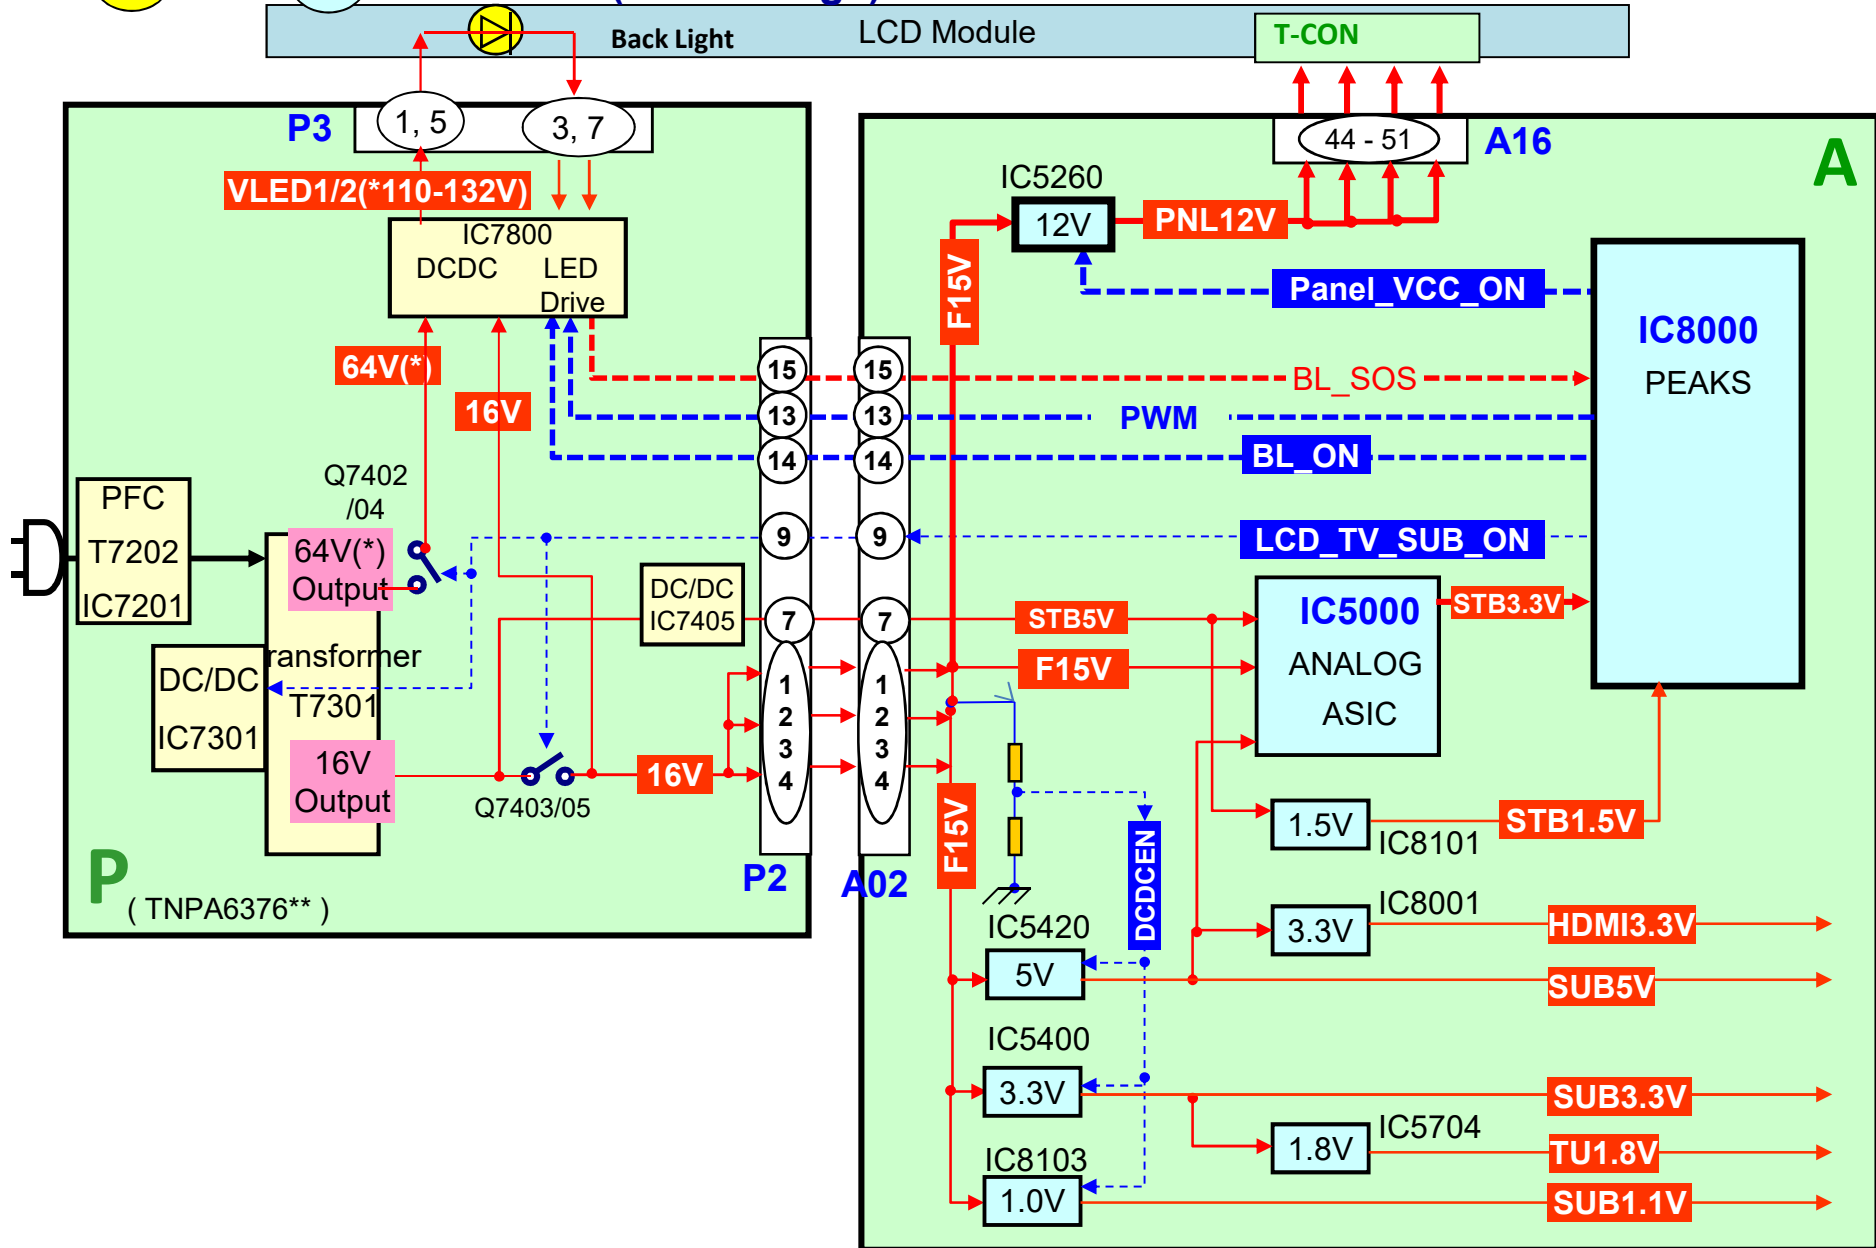 Back Light
LCD Module
T-CON
P3
1, 5
3, 7
44 - 51
A16
A
VLED1/2(*110-132V)
IC7800
DCDC
LED
Drive
IC5260
12V
PNL12V
F15V
Panel_VCC_ON
IC8000
PEAKS
64V(*)
16V
15
15
BL_SOS
13
13
PWM
14
14
BL_ON
Q7402
/04
PFC
T7202
IC7201
64V(*)
Output
9
9
LCD_TV_SUB_ON
DC/DC
IC7405
7
7
STB5V
IC5000
ANALOG
ASIC
STB3.3V
F15V
ransformer
T7301
DC/DC
IC7301
16V
Output
Q7403/05
16V
1
2
3
4
1
2
3
4
F15V
DCDCEN
1.5V
IC8101
STB1.5V
P
( TNPA6376** )
P2
A02
IC5420
5V
3.3V
IC8001
HDMI3.3V
SUB5V
IC5400
3.3V
SUB3.3V
1.8V
IC5704
TU1.8V
IC8103
1.0V
SUB1.1V